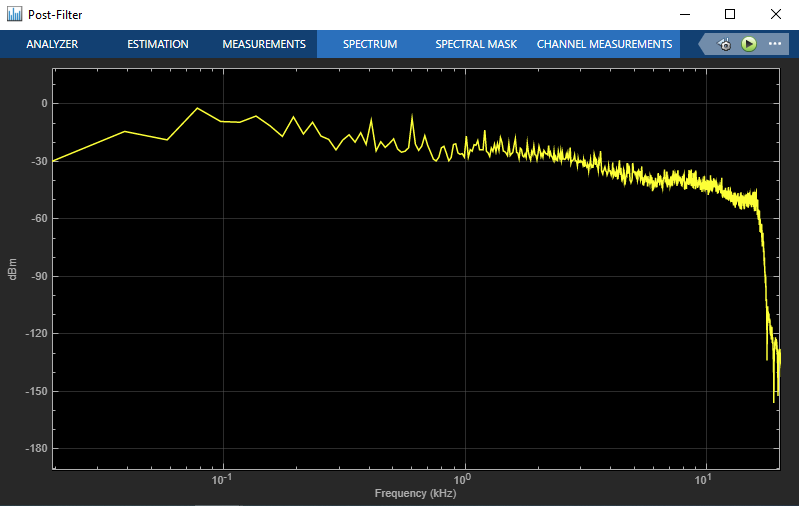 Post-Filter
ANALYZER ESTIMATION MEASUREMENTS SPECTRUM SPECTRAL MASK CHANNEL MEASUREMENTS
0
-30
-60
-90
-120
-150
-180
dBm
10⁻¹ 10⁰ 10¹
Frequency (kHz)